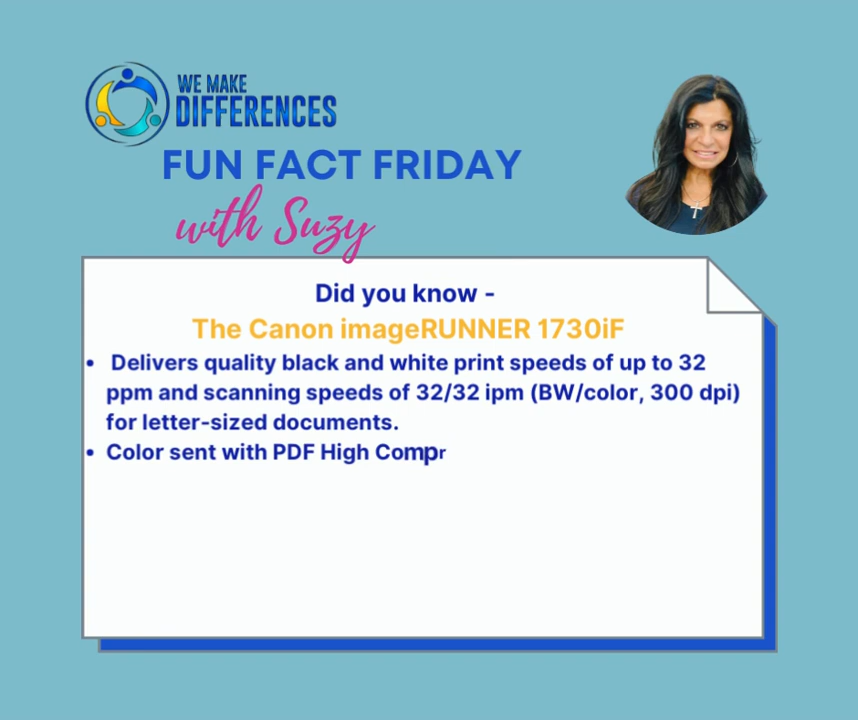 WE MAKE
DIFFERENCES
FUN FACT FRIDAY
with Suzy
Did you know -
The Canon imageRUNNER 1730iF
• Delivers quality black and white print speeds of up to 32
ppm and scanning speeds of 32/32 ipm (BW/color, 300 dpi)
for letter-sized documents.
• Color sent with PDF High Compr